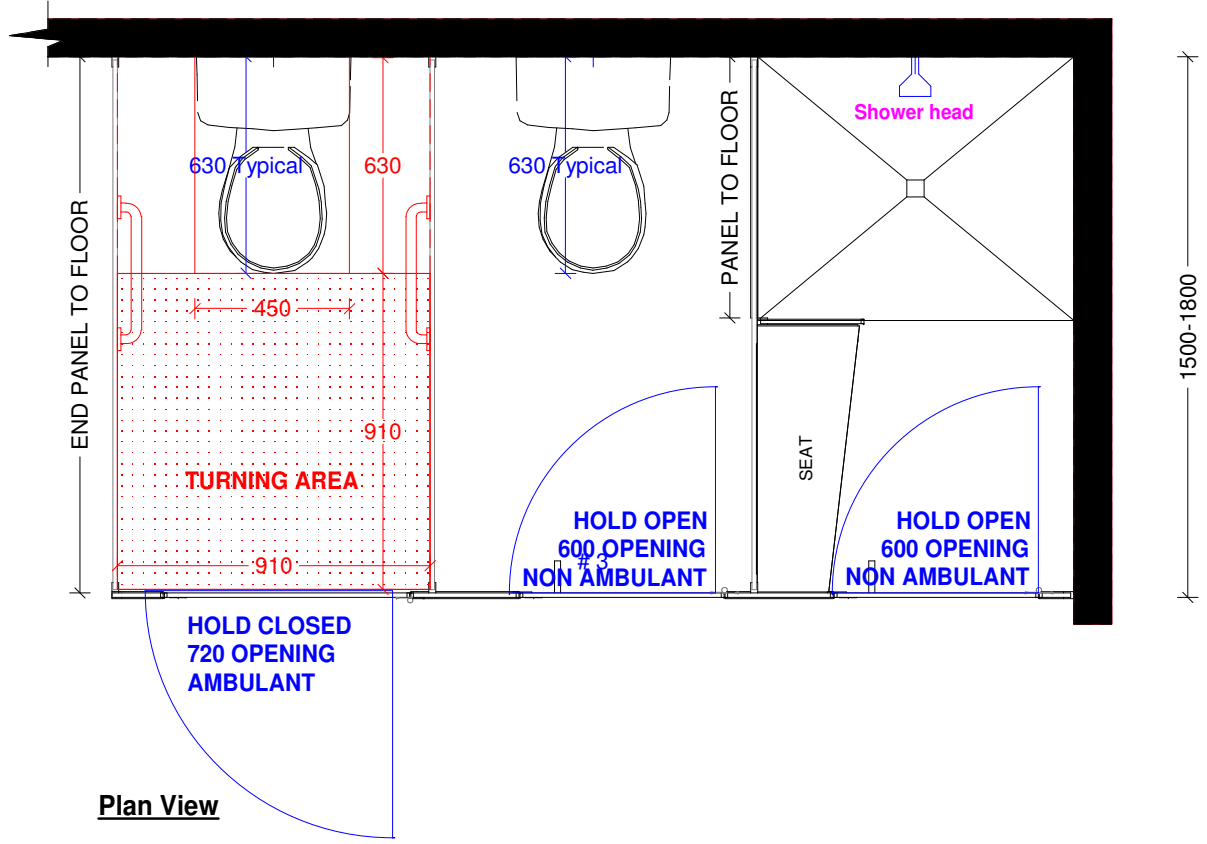 Shower head
630 Typical
630
630 Typical
PANEL TO FLOOR
END PANEL TO FLOOR
1500-1800
450
910
TURNING AREA
SEAT
HOLD OPEN
600 OPENING
# 3
NON AMBULANT
HOLD OPEN
600 OPENING
NON AMBULANT
910
HOLD CLOSED
720 OPENING
AMBULANT
Plan View